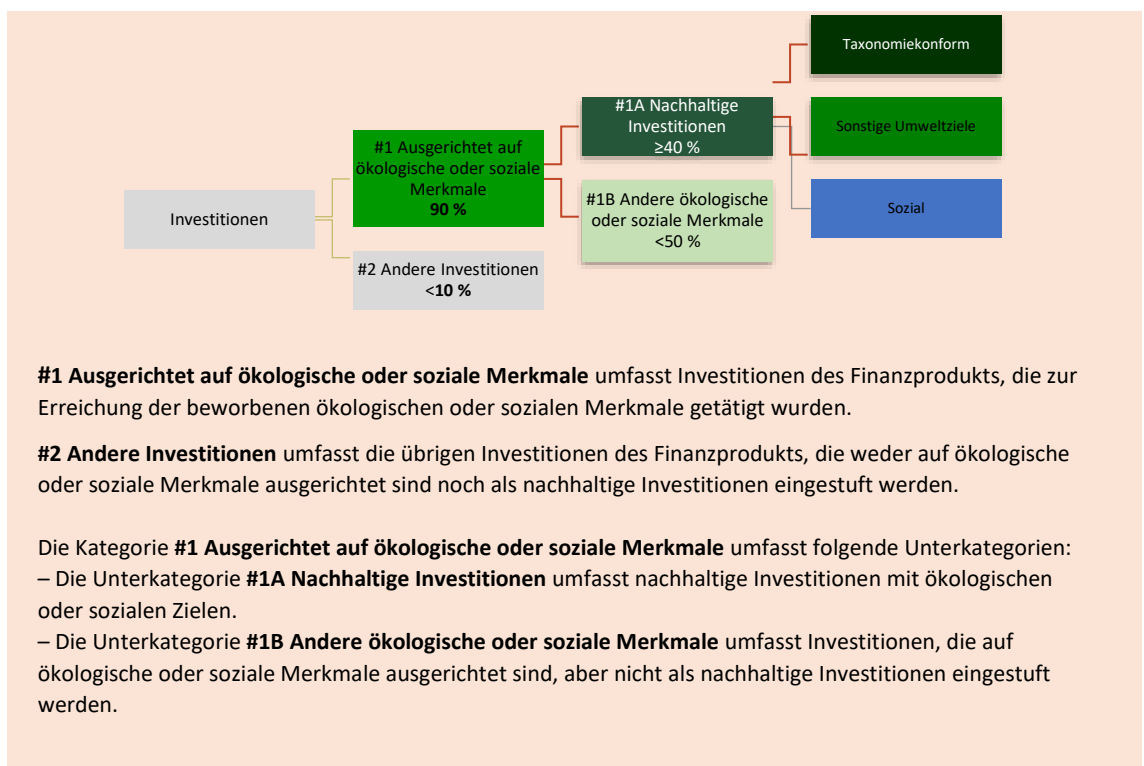 Taxonomiekonform
#1A Nachhaltige
Investitionen
≥40 %
Sonstige Umweltziele
#1 Ausgerichtet auf
ökologische oder soziale
Merkmale
90 %
#1B Andere ökologische
oder soziale Merkmale
<50 %
Sozial
Investitionen
#2 Andere Investitionen
<10 %
#1 Ausgerichtet auf ökologische oder soziale Merkmale umfasst Investitionen des Finanzprodukts, die zur
Erreichung der beworbenen ökologischen oder sozialen Merkmale getätigt wurden.
#2 Andere Investitionen umfasst die übrigen Investitionen des Finanzprodukts, die weder auf ökologische
oder soziale Merkmale ausgerichtet sind noch als nachhaltige Investitionen eingestuft werden.
Die Kategorie #1 Ausgerichtet auf ökologische oder soziale Merkmale umfasst folgende Unterkategorien:
– Die Unterkategorie #1A Nachhaltige Investitionen umfasst nachhaltige Investitionen mit ökologischen
oder sozialen Zielen.
– Die Unterkategorie #1B Andere ökologische oder soziale Merkmale umfasst Investitionen, die auf
ökologische oder soziale Merkmale ausgerichtet sind, aber nicht als nachhaltige Investitionen eingestuft
werden.